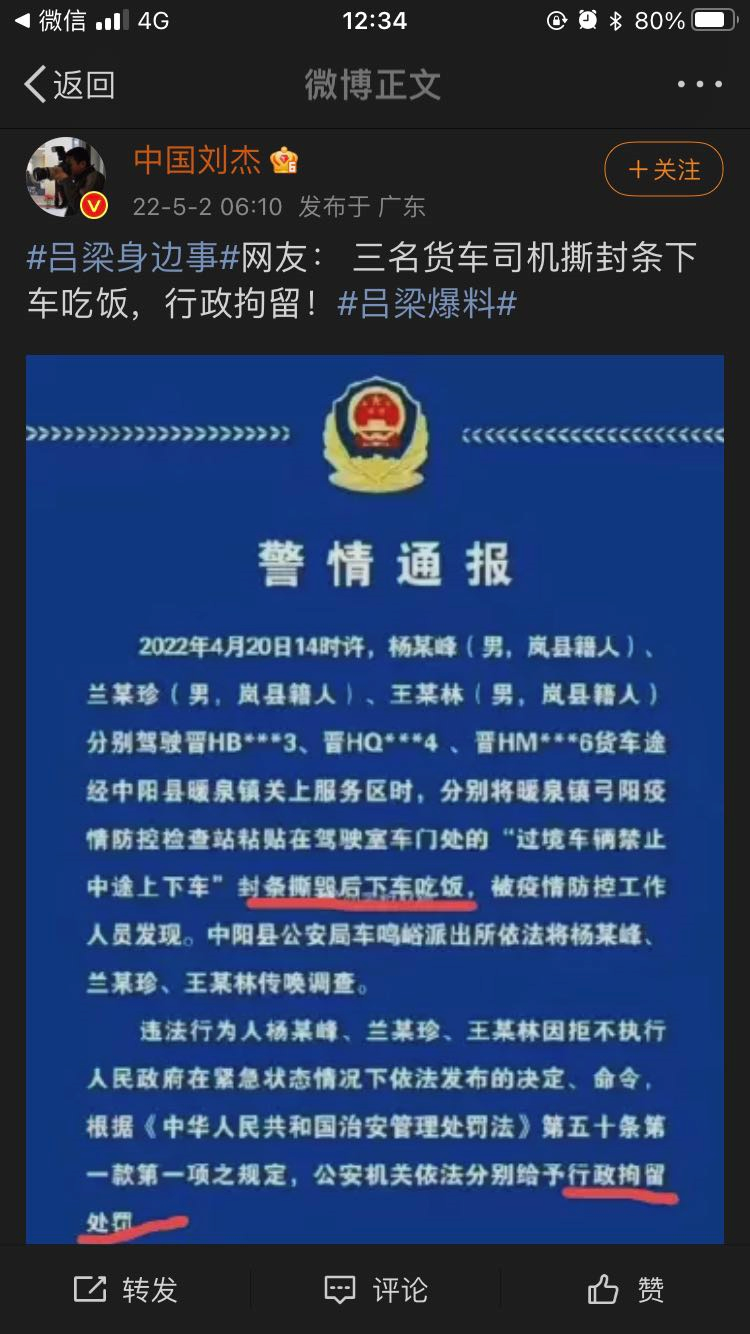 微信 4G 12:34 80%
返回 微博正文
中国刘杰
22-5-2 06:10 发布于 广东
+关注
#吕梁身边事#网友： 三名货车司机撕封条下
车吃饭，行政拘留！#吕梁爆料#
警情通报
2022年4月20日14时许，杨某峰（男，岚县籍人）、
兰某珍（男，岚县籍人）、王某林（男，岚县籍人）
分别驾驶晋HB***3、晋HQ***4 、晋HM***6货车途
经中阳县暖泉镇关上服务区时，分别将暖泉镇弓阳疫
情防控检查站粘贴在驾驶室车门处的“过境车辆禁止
中途上下车”封条撕毁后下车吃饭，被疫情防控工作
人员发现。中阳县公安局车鸣峪派出所依法将杨某峰、
兰某珍、王某林传唤调查。
违法行为人杨某峰、兰某珍、王某林因拒不执行
人民政府在紧急状态情况下依法发布的决定、命令，
根据《中华人民共和国治安管理处罚法》第五十条第
一款第一项之规定，公安机关依法分别给予行政拘留
处罚
转发 评论 赞